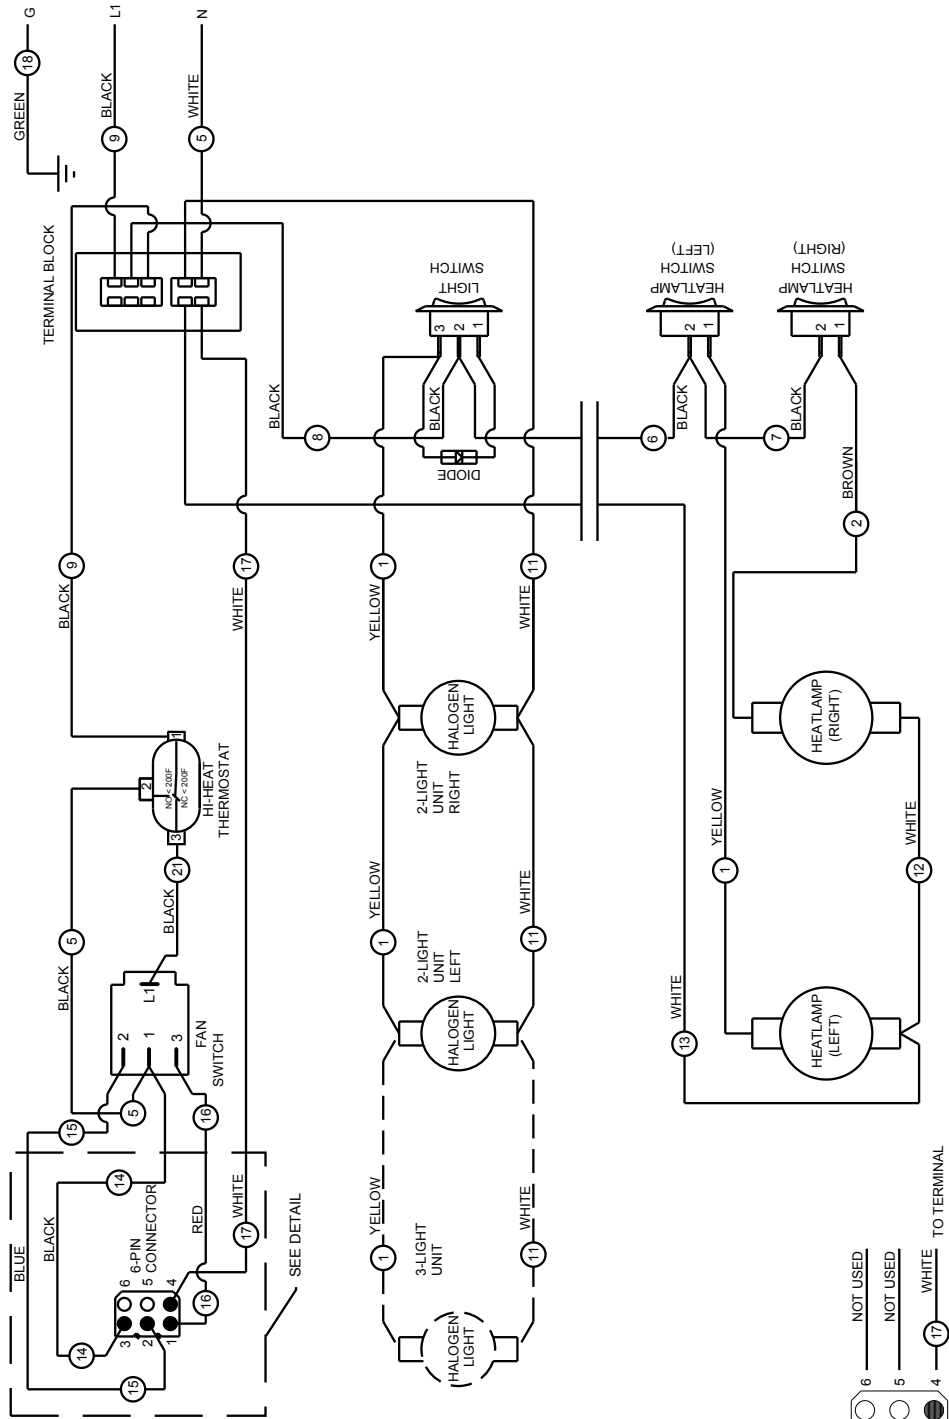 G
18
GREEN
L1
BLACK
9
N
WHITE
5
TERMINAL BLOCK
BLACK
9
WHITE
17
BLACK
8
LIGHT
SWITCH
3
2
1
BLACK
DIODE
HEATLAMP
SWITCH
(LEFT)
2
1
BLACK
6
HEATLAMP
SWITCH
(RIGHT)
2
1
BLACK
7
BROWN
2
1
YELLOW
11
WHITE
HALOGEN
LIGHT
2-LIGHT
UNIT
RIGHT
HEATLAMP
(RIGHT)
1
2
3
NO < 200F
NC < 200F
HI-HEAT
THERMOSTAT
21
BLACK
5
BLACK
YELLOW
1
WHITE
11
2-LIGHT
UNIT
LEFT
HALOGEN
LIGHT
YELLOW
1
WHITE
12
WHITE
13
HEATLAMP
(LEFT)
L1
2
1
3
FAN
SWITCH
5
15
16
14
BLUE
BLACK
RED
WHITE
17
6-PIN
CONNECTOR
6
5
4
3
2
1
14
15
16
SEE DETAIL
YELLOW
1
WHITE
11
3-LIGHT
UNIT
HALOGEN
LIGHT
6
NOT USED
5
NOT USED
4
17
WHITE
TO TERMINAL